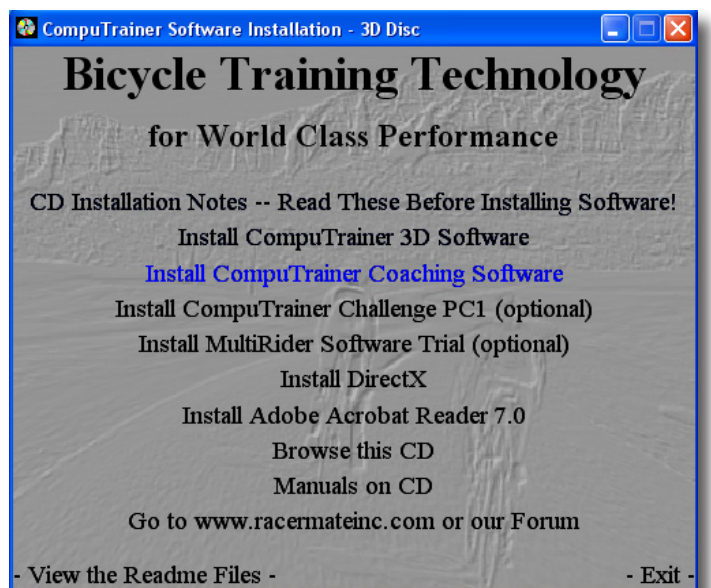 CompuTrainer Software Installation - 3D Disc
Bicycle Training Technology
for World Class Performance
CD Installation Notes -- Read These Before Installing Software!
Install CompuTrainer 3D Software
Install CompuTrainer Coaching Software
Install CompuTrainer Challenge PC1 (optional)
Install MultiRider Software Trial (optional)
Install DirectX
Install Adobe Acrobat Reader 7.0
Browse this CD
Manuals on CD
Go to www.racermateinc.com or our Forum
- View the Readme Files - - Exit -